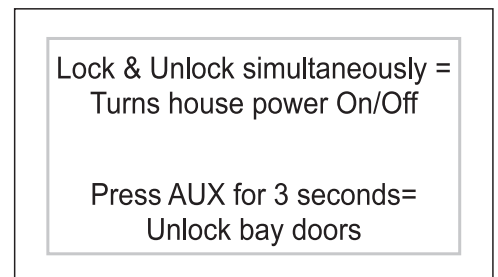 Lock & Unlock simultaneously =
Turns house power On/Off
Press AUX for 3 seconds=
Unlock bay doors